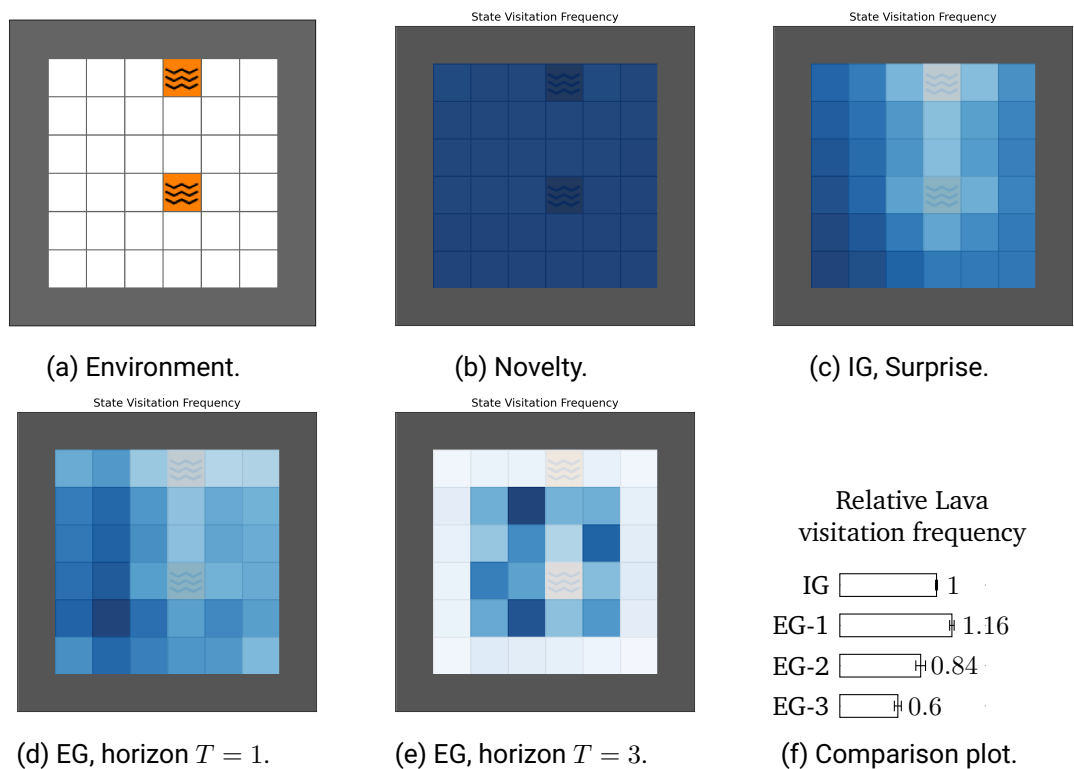 State Visitation Frequency
State Visitation Frequency
(a) Environment.
(b) Novelty.
(c) IG, Surprise.
State Visitation Frequency
State Visitation Frequency
Relative Lava
visitation frequency
IG 1
EG-1 1.16
EG-2 0.84
EG-3 0.6
(d) EG, horizon T = 1.
(e) EG, horizon T = 3.
(f) Comparison plot.